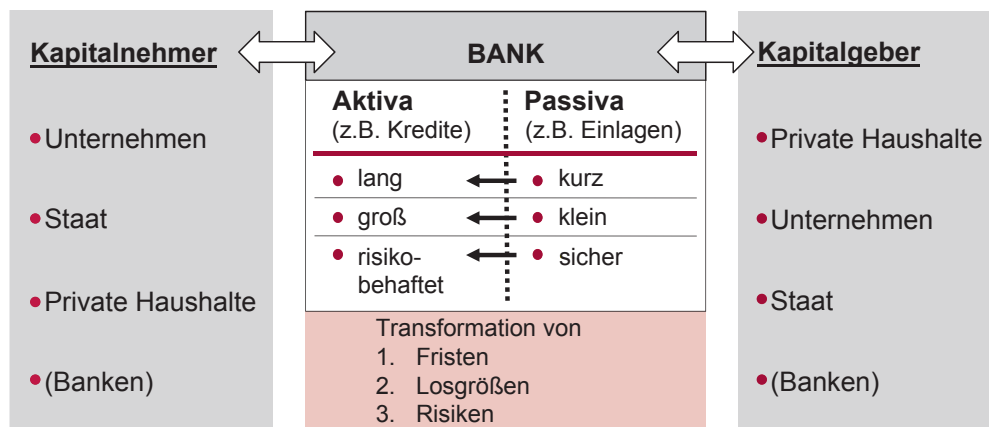 Kapitalnehmer
• Unternehmen
• Staat
• Private Haushalte
• (Banken)
BANK
Aktiva Passiva
(z.B. Kredite) (z.B. Einlagen)
• lang • kurz
• groß • klein
• risiko- • sicher
behaftet
Transformation von
1. Fristen
2. Losgrößen
3. Risiken
Kapitalgeber
• Private Haushalte
• Unternehmen
• Staat
• (Banken)